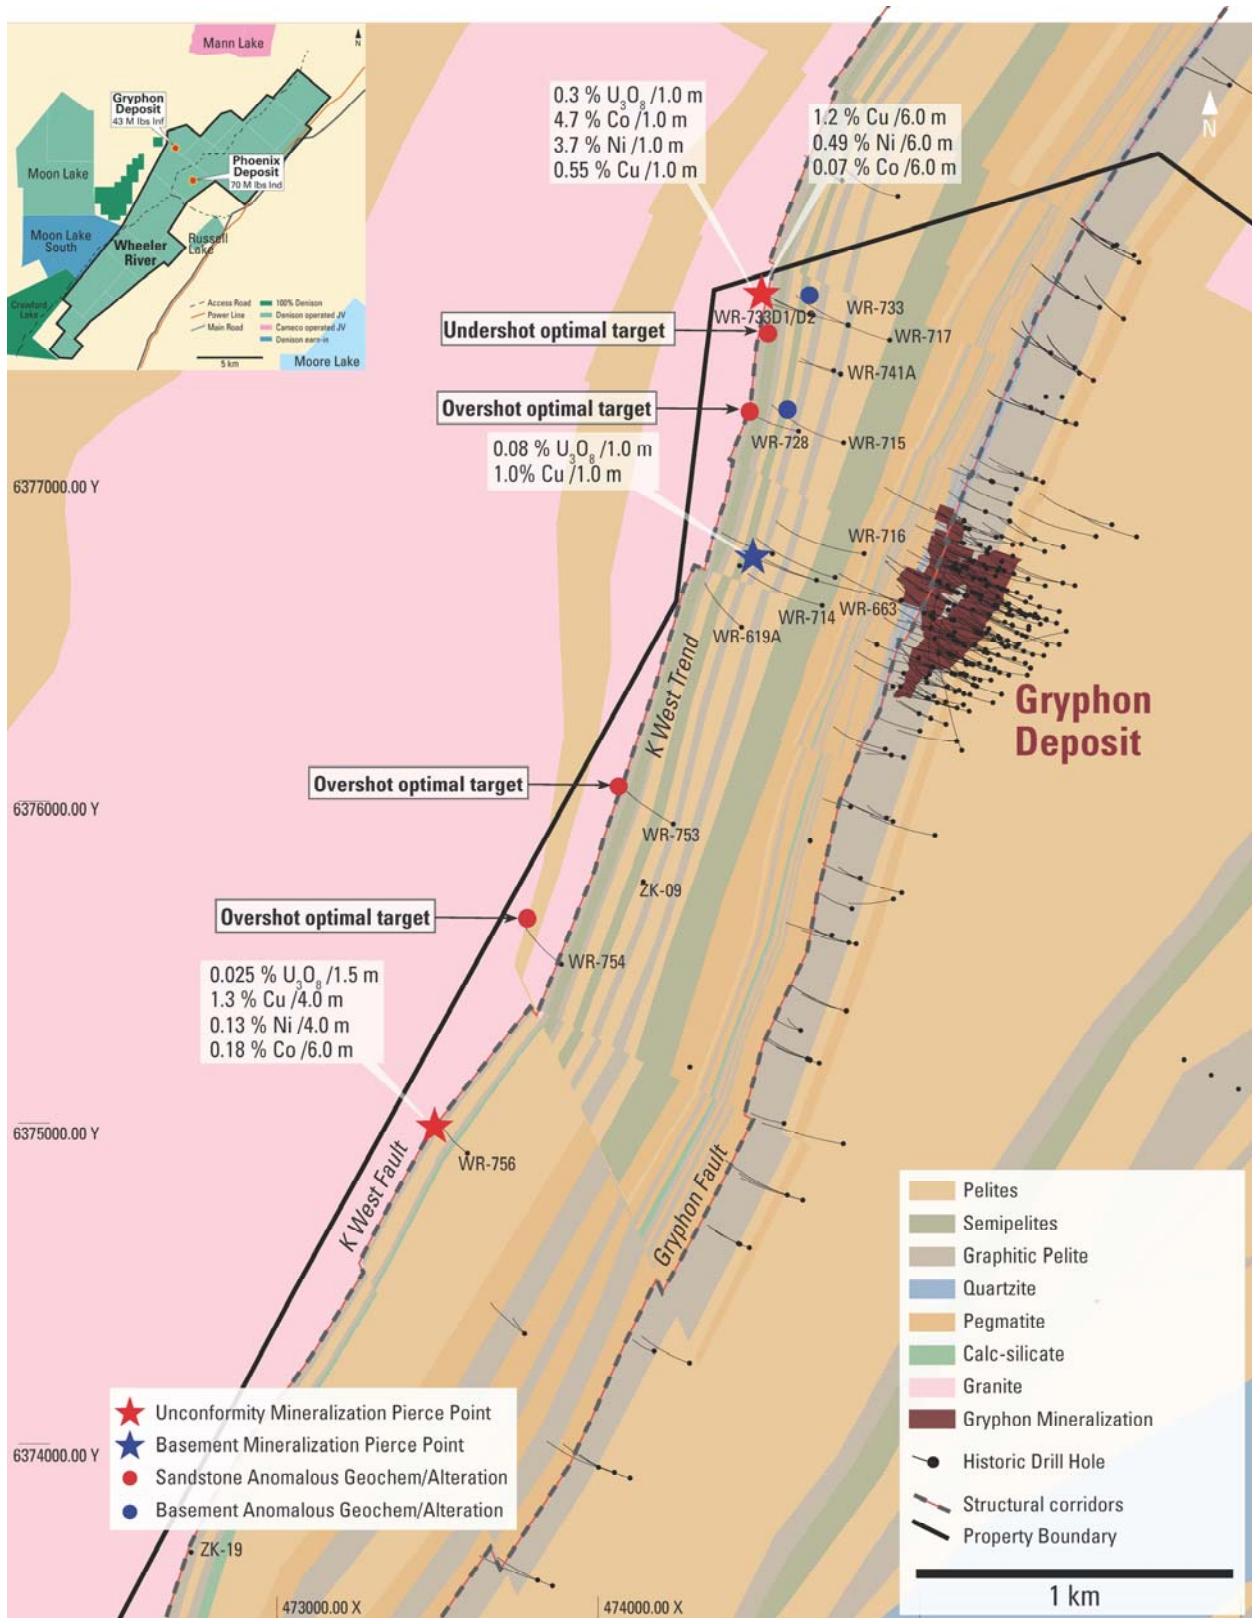 Mann Lake
N
Gryphon
Deposit
43 M lbs Inf
Phoenix
Deposit
70 M lbs Ind
Moon Lake
Moon Lake
South
Wheeler
River
Russell
Lake
Crawford
Lake
Access Road
Power Line
Main Road
100% Denison
Denison operated JV
Cameco operated JV
Denison earn-in
5 km
Moore Lake
0.3 % U₃O₈ /1.0 m
4.7 % Co /1.0 m
3.7 % Ni /1.0 m
0.55 % Cu /1.0 m
1.2 % Cu /6.0 m
0.49 % Ni /6.0 m
0.07 % Co /6.0 m
N
WR-733D1/D2
WR-733
Undershot optimal target
WR-717
WR-741A
Overshot optimal target
WR-728
WR-715
0.08 % U₃O₈ /1.0 m
1.0% Cu /1.0 m
6377000.00 Y
WR-716
WR-714
WR-663
WR-619A
K West Trend
Gryphon
Deposit
Overshot optimal target
6376000.00 Y
WR-753
ZK-09
Overshot optimal target
WR-754
0.025 % U₃O₈ /1.5 m
1.3 % Cu /4.0 m
0.13 % Ni /4.0 m
0.18 % Co /6.0 m
6375000.00 Y
WR-756
K West Fault
Gryphon Fault
Pelites
Semipelites
Graphitic Pelite
Quartzite
Pegmatite
Calc-silicate
Granite
Gryphon Mineralization
Historic Drill Hole
Structural corridors
Property Boundary
1 km
Unconformity Mineralization Pierce Point
Basement Mineralization Pierce Point
Sandstone Anomalous Geochem/Alteration
Basement Anomalous Geochem/Alteration
6374000.00 Y
ZK-19
473000.00 X
474000.00 X